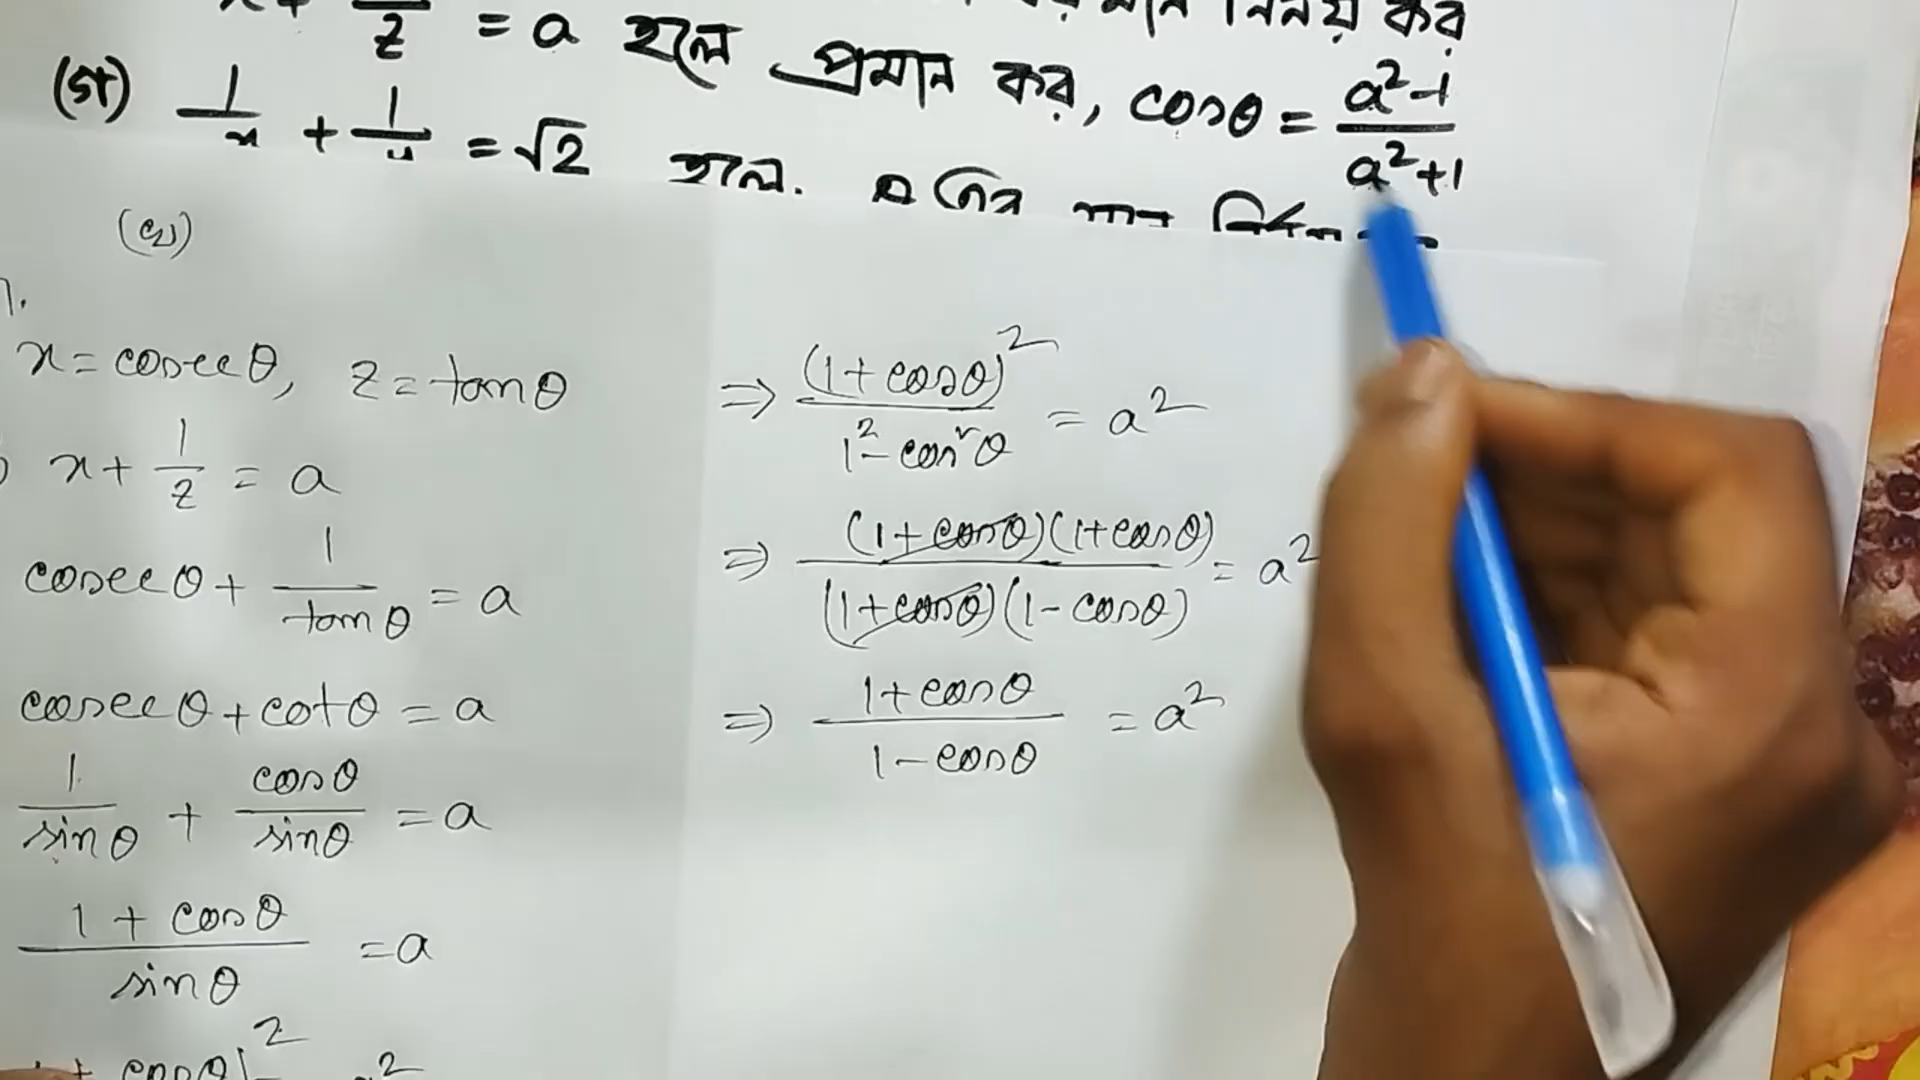 = a হলে প্রমান কর, cosθ = a²-1 / a²+1
(গ) 1/x + 1/y = √2 হলে
(খ)
x = cosecθ, z = tanθ
x + 1/z = a
cosecθ + 1/tanθ = a
cosecθ + cotθ = a
1/sinθ + cosθ/sinθ = a
1 + cosθ / sinθ = a
⇒ (1+cosθ)² / 1² - cos²θ = a²
⇒ (1+cosθ)(1+cosθ) / (1+cosθ)(1-cosθ) = a²
⇒ 1+cosθ / 1-cosθ = a²